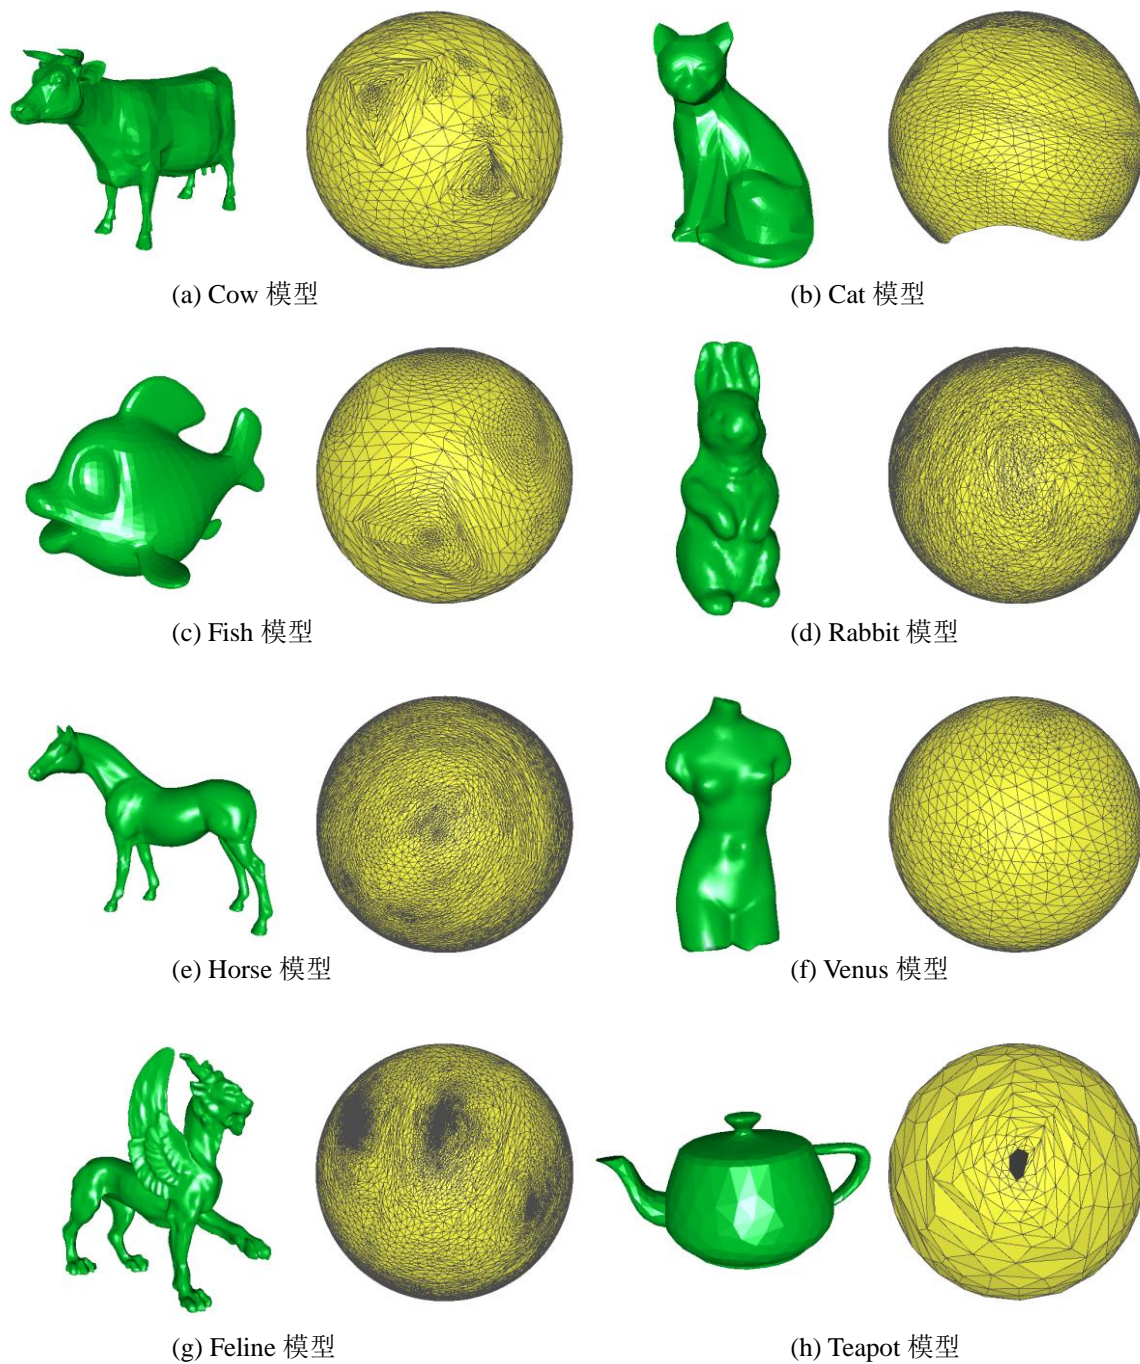 (a) Cow 模型
(b) Cat 模型
(c) Fish 模型
(d) Rabbit 模型
(e) Horse 模型
(f) Venus 模型
(g) Feline 模型
(h) Teapot 模型